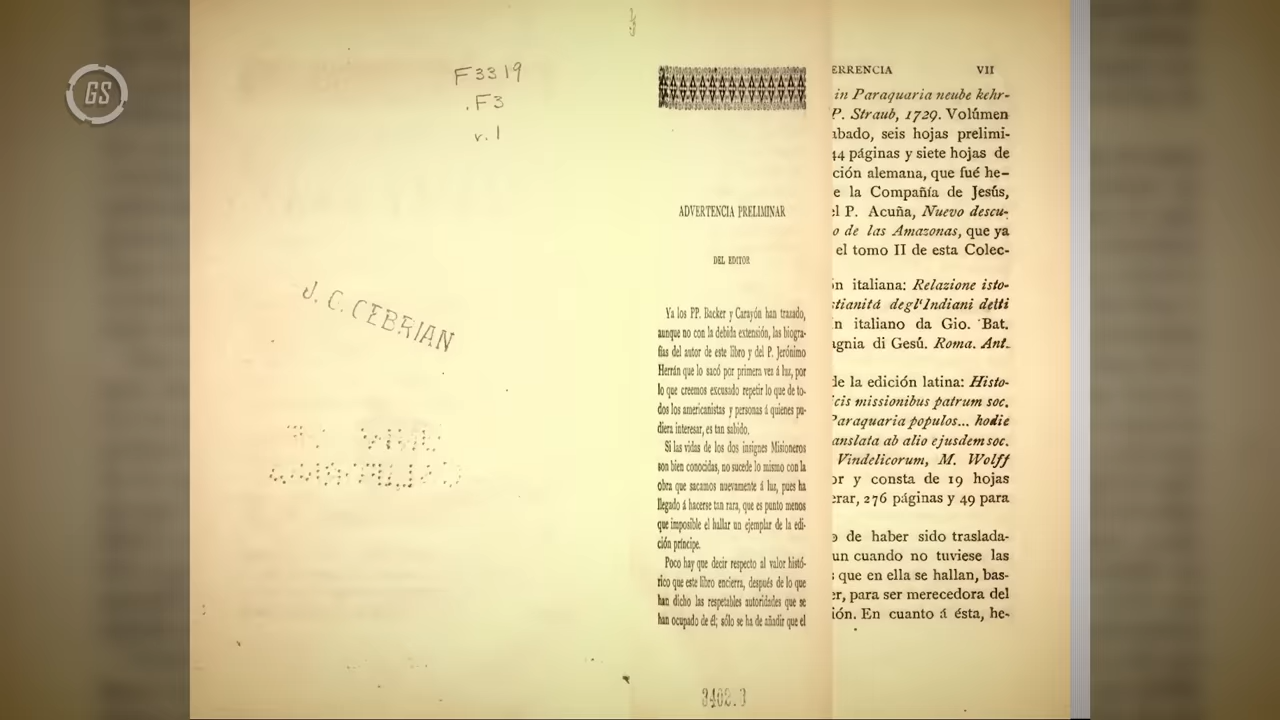 GS
F3319
.F3
v.1
J. C. CEBRIAN
ADVERTENCIA PRELIMINAR
DEL EDITOR
Ya los PP. Backer y Carayón han trazado,
aunque no con la debida extensión, las biogra-
fías del autor de este libro y del P. Jerónimo
Herrán que lo sacó por primera vez á luz, por
lo que creemos excusado repetir lo que de to-
dos los americanistas y personas á quienes pu-
diera interesar, es tan sabido.
Si las vidas de los dos insignes Misioneros
son bien conocidas, no sucede lo mismo con la
obra que sacamos nuevamente á luz, pues ha
llegado á hacerse tan rara, que es punto menos
que imposible el hallar un ejemplar de la edi-
ción príncipe.
Poco hay que decir respecto al valor histó-
rico que este libro encierra, después de lo que
han dicho las respetables autoridades que se
han ocupado de él; sólo se ha de añadir que el
3402.3
ERRENCIA VII
in Paraquaria neube kehr-
P. Straub, 1729. Volúmen
abado, seis hojas prelimi-
44 páginas y siete hojas de
ción alemana, que fué he-
e la Compañía de Jesús,
el P. Acuña, Nuevo descu-
o de las Amazonas, que ya
el tomo II de esta Colec-
ón italiana: Relazione isto-
stianitá degl'Indiani detti
in italiano da Gio. Bat.
agnia di Gesú. Roma. Ant.
de la edición latina: Histo-
icis missionibus patrum soc.
Paraquaria populos... hodie
anslata ab alio ejusdem soc.
Vindelicorum, M. Wolff
or y consta de 19 hojas
erar, 276 páginas y 49 para
o de haber sido traslada-
un cuando no tuviese las
s que en ella se hallan, bas-
er, para ser merecedora del
ión. En cuanto á ésta, he-